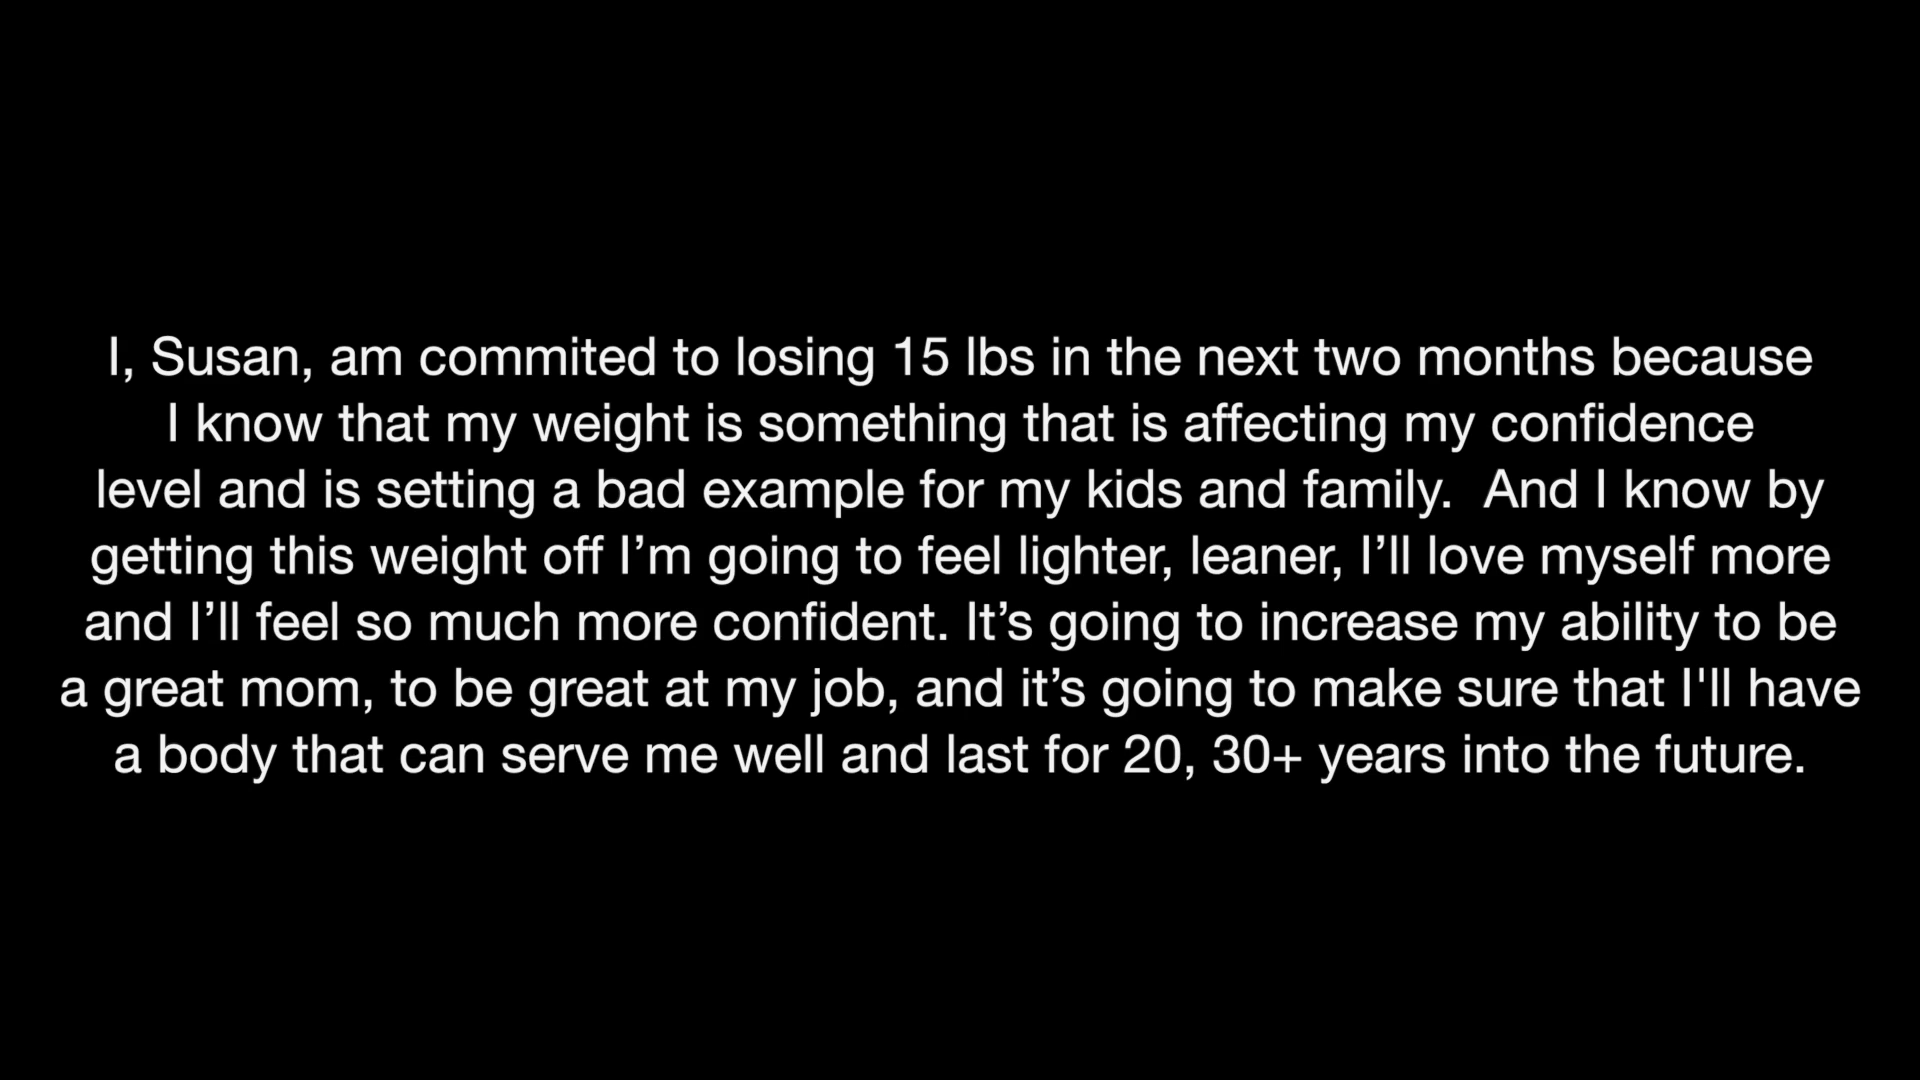 I, Susan, am commited to losing 15 lbs in the next two months because
I know that my weight is something that is affecting my confidence
level and is setting a bad example for my kids and family.  And I know by
getting this weight off I’m going to feel lighter, leaner, I’ll love myself more
and I’ll feel so much more confident. It’s going to increase my ability to be
a great mom, to be great at my job, and it’s going to make sure that I'll have
a body that can serve me well and last for 20, 30+ years into the future.